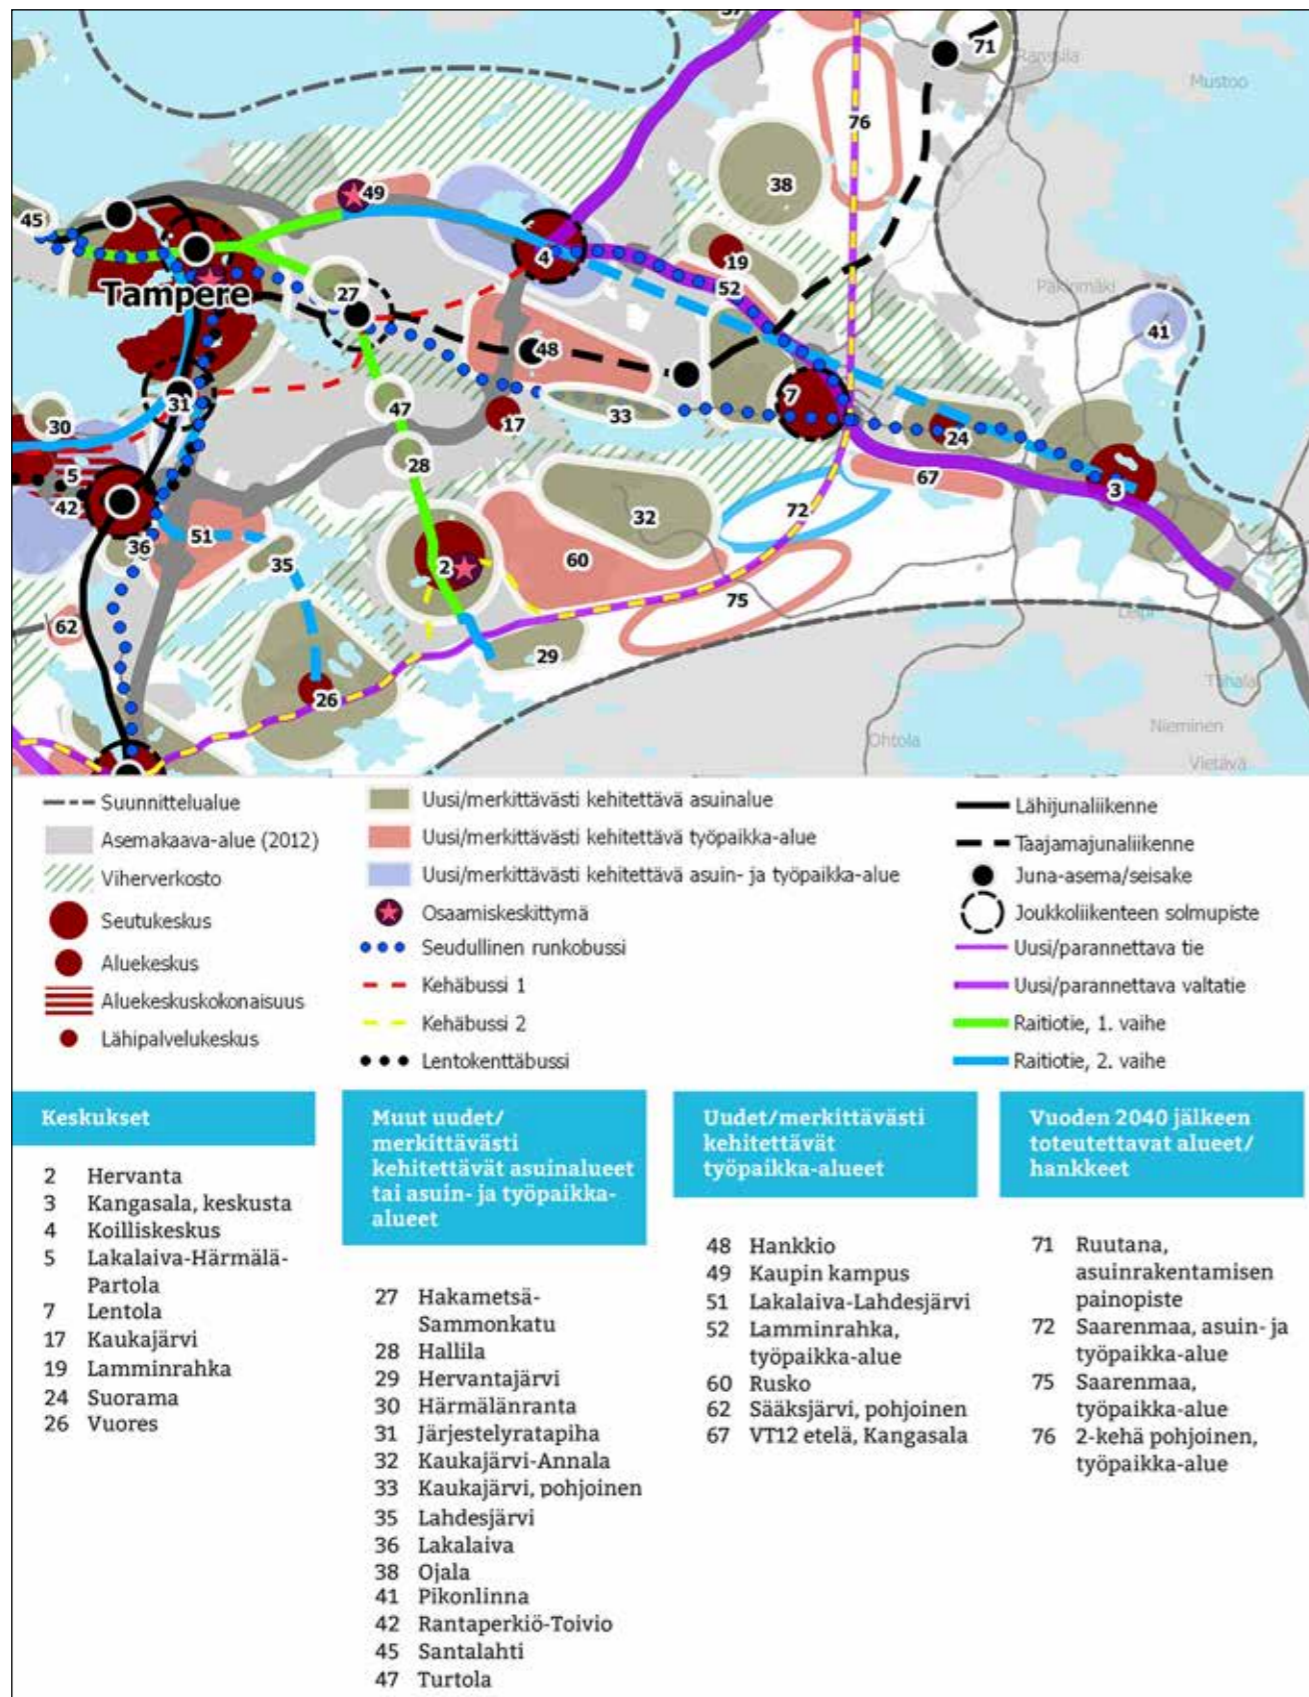 37
71
Ranssila
Mustoo
76
38
49
45
4
19
Päkinmäki
27
52
Tampere
41
48
7
31
47
33
30
17
24
28
5
67
3
42
32
72
51
36
35
2
60
75
62
29
26
Tiihala
Nieminen
Ohtola
Vietävä
Suunnittelualue
Asemakaava-alue (2012)
Viherverkosto
Seutukeskus
Aluekeskus
Aluekeskuskokonaisuus
Lähipalvelukeskus
Uusi/merkittävästi kehitettävä asuinalue
Uusi/merkittävästi kehitettävä työpaikka-alue
Uusi/merkittävästi kehitettävä asuin- ja työpaikka-alue
Osaamiskeskittymä
Seudullinen runkobussi
Kehäbussi 1
Kehäbussi 2
Lentokenttäbussi
Lähijunaliikenne
Taajamajunaliikenne
Juna-asema/seisake
Joukkoliikenteen solmupiste
Uusi/parannettava tie
Uusi/parannettava valtatie
Raitiotie, 1. vaihe
Raitiotie, 2. vaihe
Keskukset
2 Hervanta
3 Kangasala, keskusta
4 Koilliskeskus
5 Lakalaiva-Härmälä-
Partola
7 Lentola
17 Kaukajärvi
19 Lamminrahka
24 Suorama
26 Vuores
Muut uudet/
merkittävästi
kehitettävät asuinalueet
tai asuin- ja työpaikka-
alueet
27 Hakametsä-
Sammonkatu
28 Hallila
29 Hervantajärvi
30 Härmälänranta
31 Järjestelyratapiha
32 Kaukajärvi-Annala
33 Kaukajärvi, pohjoinen
35 Lahdesjärvi
36 Lakalaiva
38 Ojala
41 Pikonlinna
42 Rantaperkiö-Toivio
45 Santalahti
47 Turtola
Uudet/merkittävästi
kehitettävät
työpaikka-alueet
48 Hankkio
49 Kaupin kampus
51 Lakalaiva-Lahdesjärvi
52 Lamminrahka,
työpaikka-alue
60 Rusko
62 Sääksjärvi, pohjoinen
67 VT12 etelä, Kangasala
Vuoden 2040 jälkeen
toteutettavat alueet/
hankkeet
71 Ruutana,
asuinrakentamisen
painopiste
72 Saarenmaa, asuin- ja
työpaikka-alue
75 Saarenmaa,
työpaikka-alue
76 2-kehä pohjoinen,
työpaikka-alue